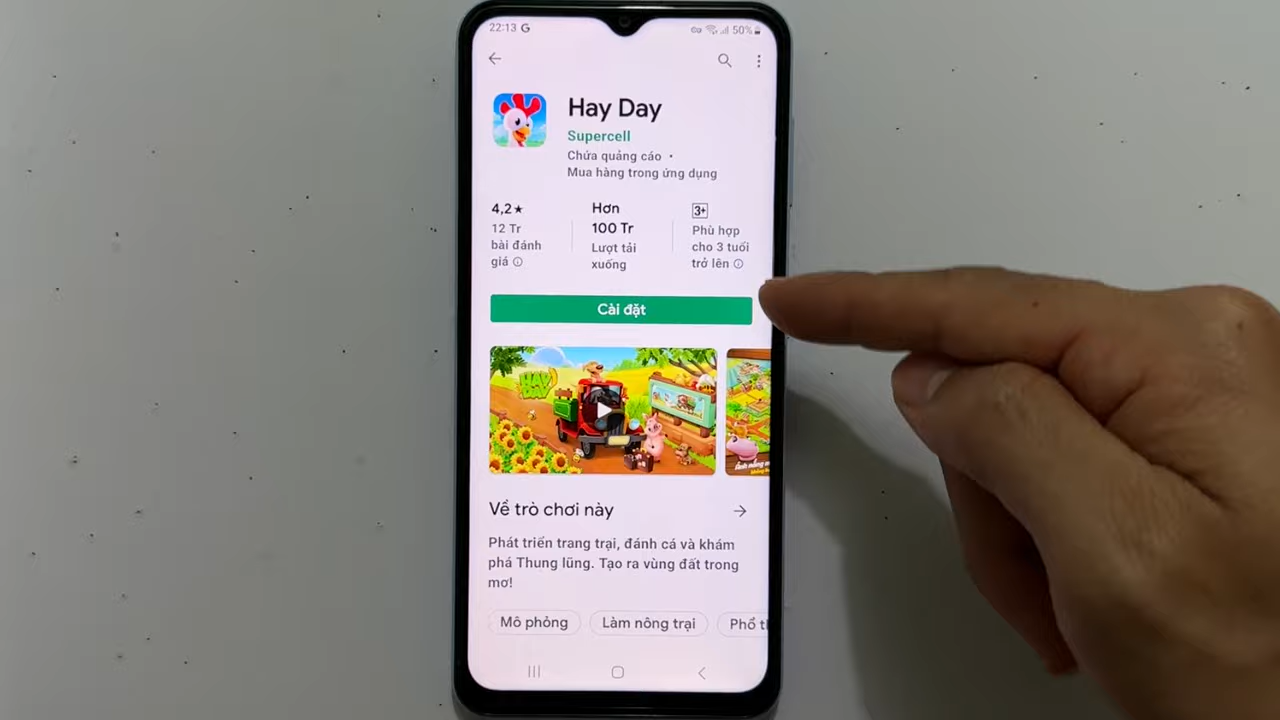 22:13 G
50%
Hay Day
Supercell
Chứa quảng cáo •
Mua hàng trong ứng dụng
4,2★
12 Tr
bài đánh
giá
Hơn
100 Tr
Lượt tải
xuống
3+
Phù hợp
cho 3 tuổi
trở lên
Cài đặt
HAY DAY
Về trò chơi này
Phát triển trang trại, đánh cá và khám
phá Thung lũng. Tạo ra vùng đất trong
mơ!
Mô phỏng
Làm nông trại